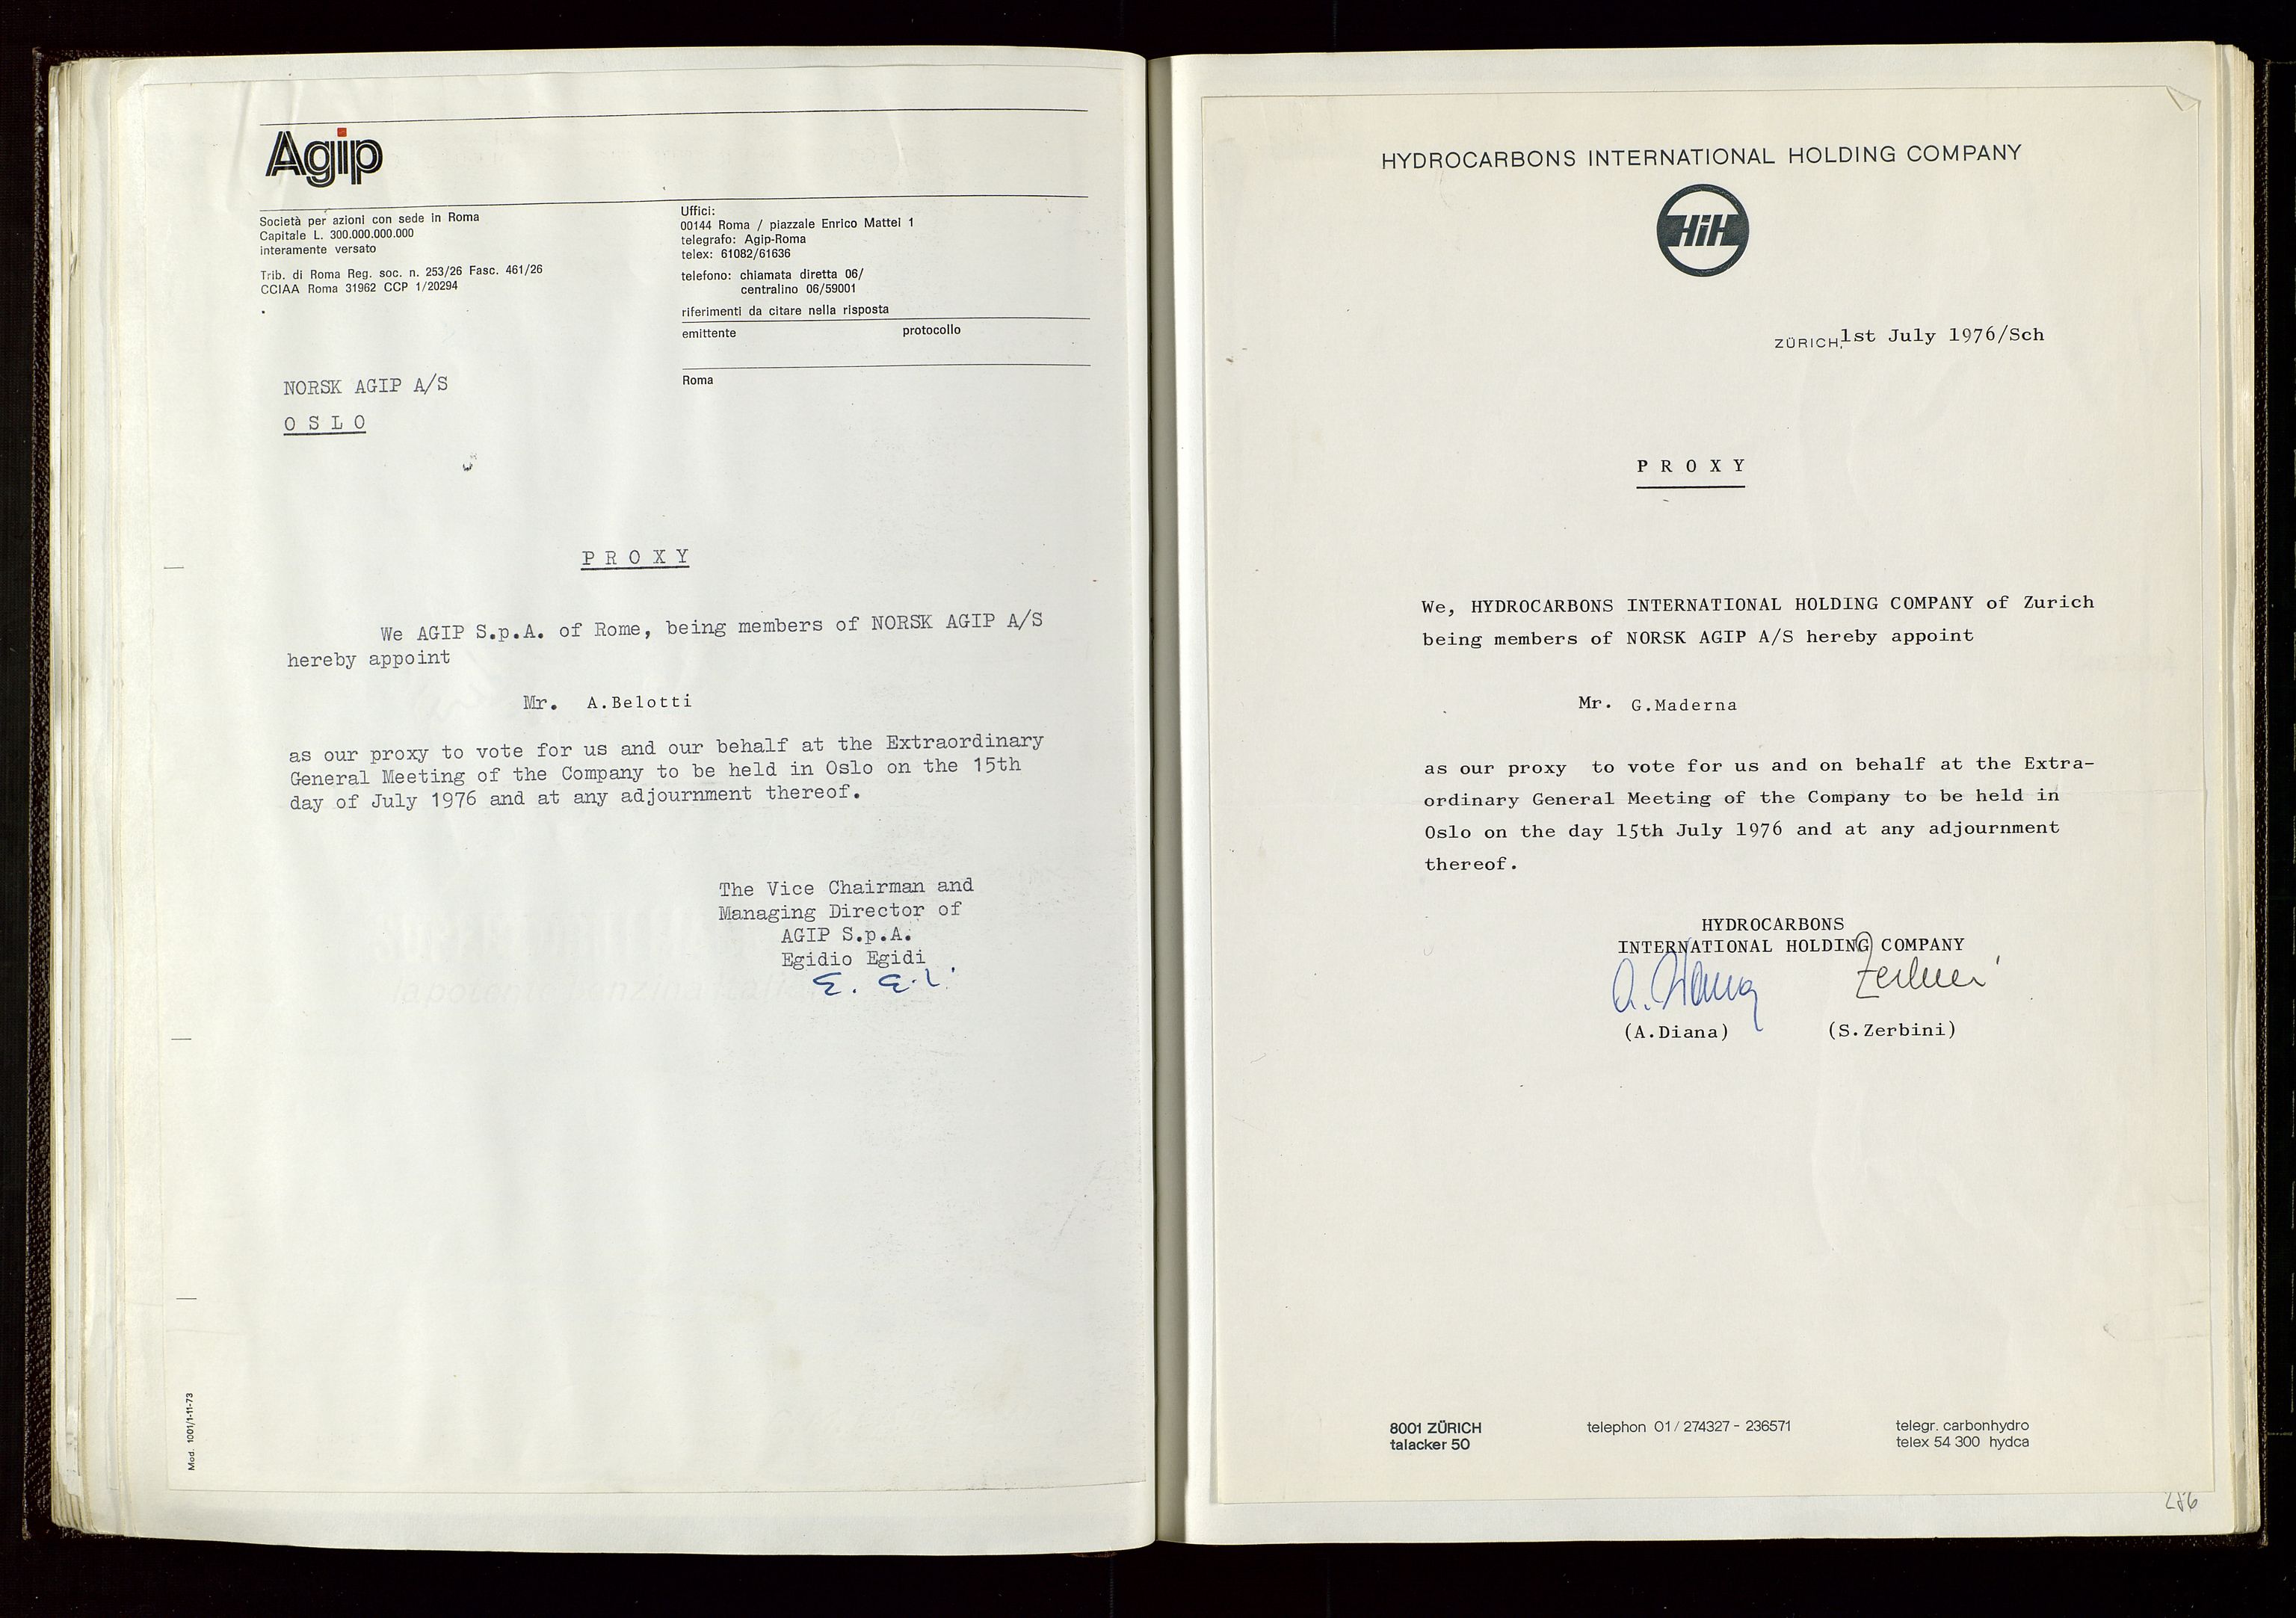 Agip
Società per azioni con sede in Roma
Capitale L. 300.000.000.000
interamente versato
Trib. di Roma Reg. soc. n. 253/26 Fasc. 461/26
CCIAA Roma 31962 CCP 1/20294
Uffici:
00144 Roma / piazzale Enrico Mattei 1
telegrafo: Agip-Roma
telex: 61082/61636
telefono: chiamata diretta 06/
centralino 06/59001
riferimenti da citare nella risposta
emittente protocollo
Roma
NORSK AGIP A/S
O S L O
P R O X Y
We AGIP S.p.A. of Rome, being members of NORSK AGIP A/S
hereby appoint
Mr. A.Belotti
as our proxy to vote for us and our behalf at the Extraordinary
General Meeting of the Company to be held in Oslo on the 15th
day of July 1976 and at any adjournment thereof.
The Vice Chairman and
Managing Director of
AGIP S.p.A.
Egidio Egidi
Mod. 1001/1-11-73
HYDROCARBONS INTERNATIONAL HOLDING COMPANY
HiH
ZÜRICH, 1st July 1976/Sch
P R O X Y
We, HYDROCARBONS INTERNATIONAL HOLDING COMPANY of Zurich
being members of NORSK AGIP A/S hereby appoint
Mr. G.Maderna
as our proxy to vote for us and on behalf at the Extra-
ordinary General Meeting of the Company to be held in
Oslo on the day 15th July 1976 and at any adjournment
thereof.
HYDROCARBONS
INTERNATIONAL HOLDING COMPANY
A. Diana Zerbini
(A.Diana) (S.Zerbini)
8001 ZÜRICH telephon 01/274327 - 236571 telegr. carbonhydro
talacker 50 telex 54 300 hydca